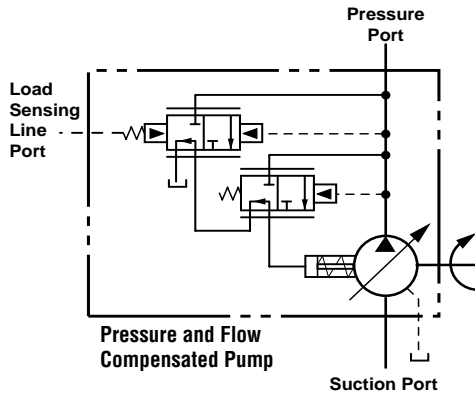 Pressure
Port
Load
Sensing
Line
Port
Pressure and Flow
Compensated Pump
Suction Port